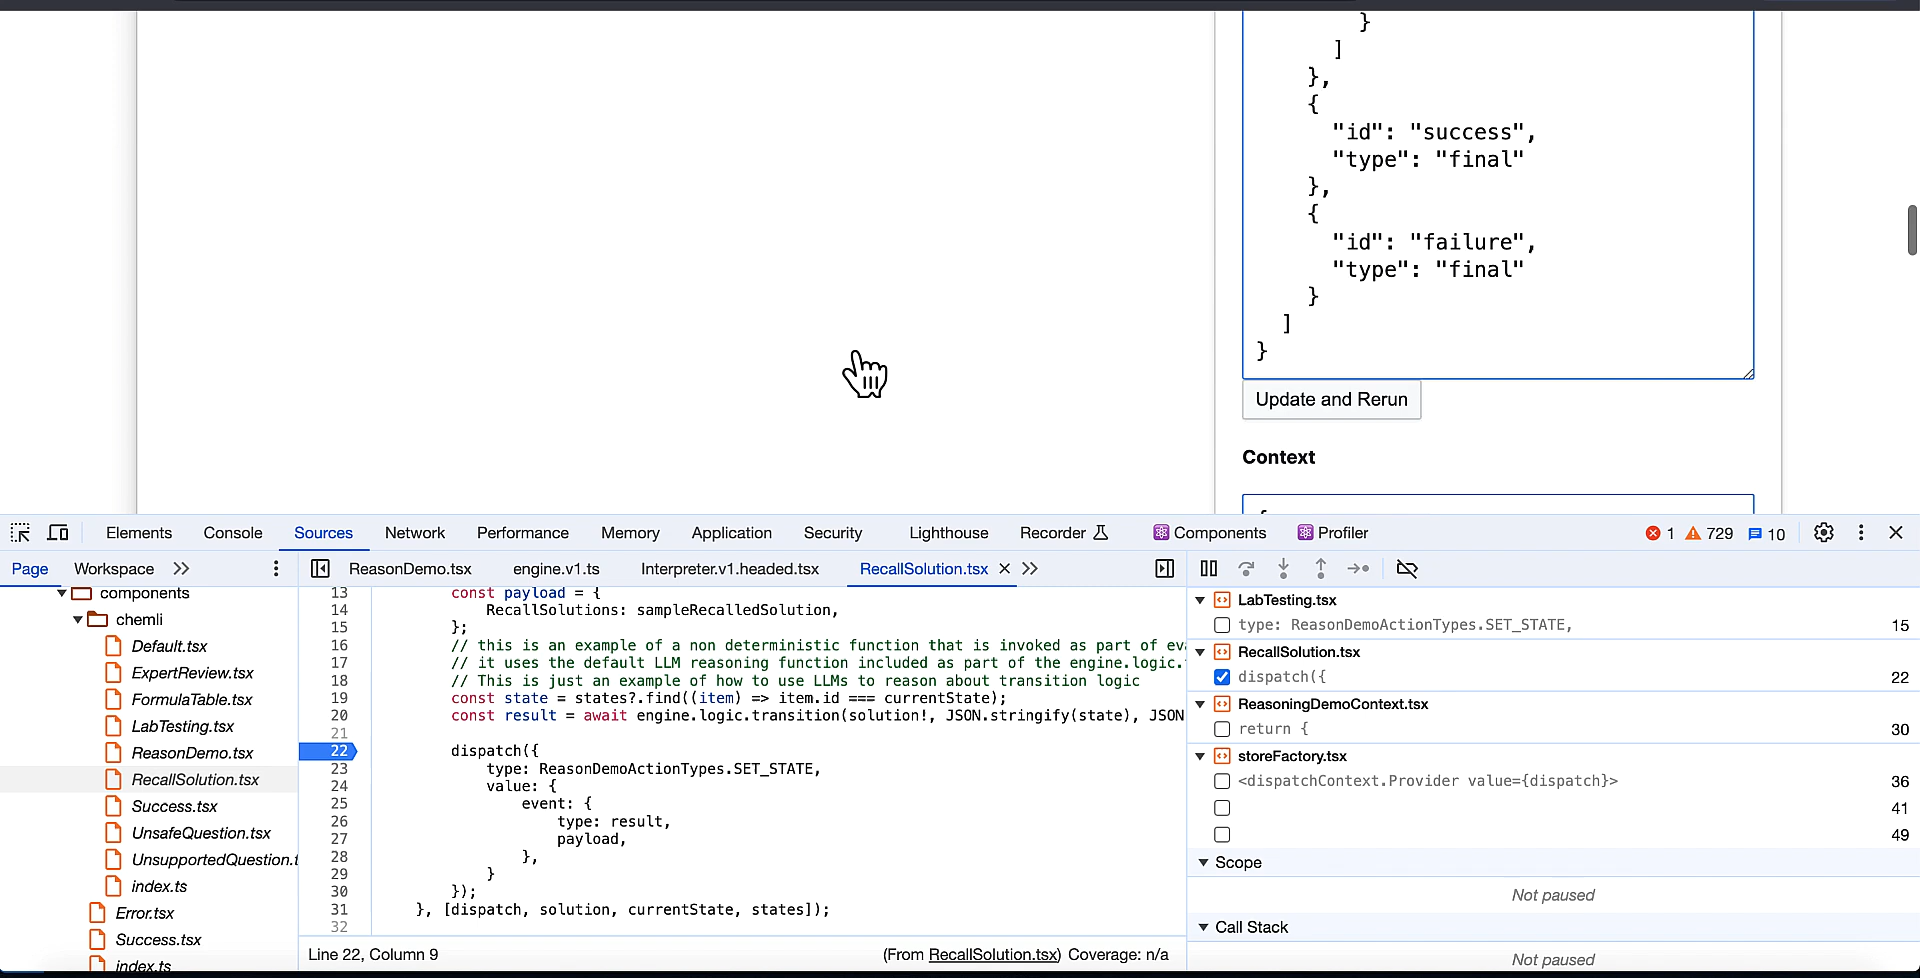 }
]
},
{
"id": "success",
"type": "final"
},
{
"id": "failure",
"type": "final"
}
]
}
Update and Rerun
Context
{
Elements Console Sources Network Performance Memory Application Security Lighthouse Recorder Components Profiler 1 729 10
Page Workspace
components
chemli
Default.tsx
ExpertReview.tsx
FormulaTable.tsx
LabTesting.tsx
ReasonDemo.tsx
RecallSolution.tsx
Success.tsx
UnsafeQuestion.tsx
UnsupportedQuestion.t
index.ts
Error.tsx
Success.tsx
index.ts
ReasonDemo.tsx engine.v1.ts Interpreter.v1.headed.tsx RecallSolution.tsx
13 const payload = {
14 RecallSolutions: sampleRecalledSolution,
15 };
16 // this is an example of a non deterministic function that is invoked as part of eva
17 // it uses the default LLM reasoning function included as part of the engine.logic.
18 // This is just an example of how to use LLMs to reason about transition logic
19 const state = states?.find((item) => item.id === currentState);
20 const result = await engine.logic.transition(solution!, JSON.stringify(state), JSON
21
22 dispatch({
23 type: ReasonDemoActionTypes.SET_STATE,
24 value: {
25 event: {
26 type: result,
27 payload,
28 },
29 }
30 });
31 }, [dispatch, solution, currentState, states]);
32
Line 22, Column 9 (From RecallSolution.tsx) Coverage: n/a
LabTesting.tsx
type: ReasonDemoActionTypes.SET_STATE, 15
RecallSolution.tsx
dispatch({ 22
ReasoningDemoContext.tsx
return { 30
storeFactory.tsx
<dispatchContext.Provider value={dispatch}> 36
41
49
Scope
Not paused
Call Stack
Not paused